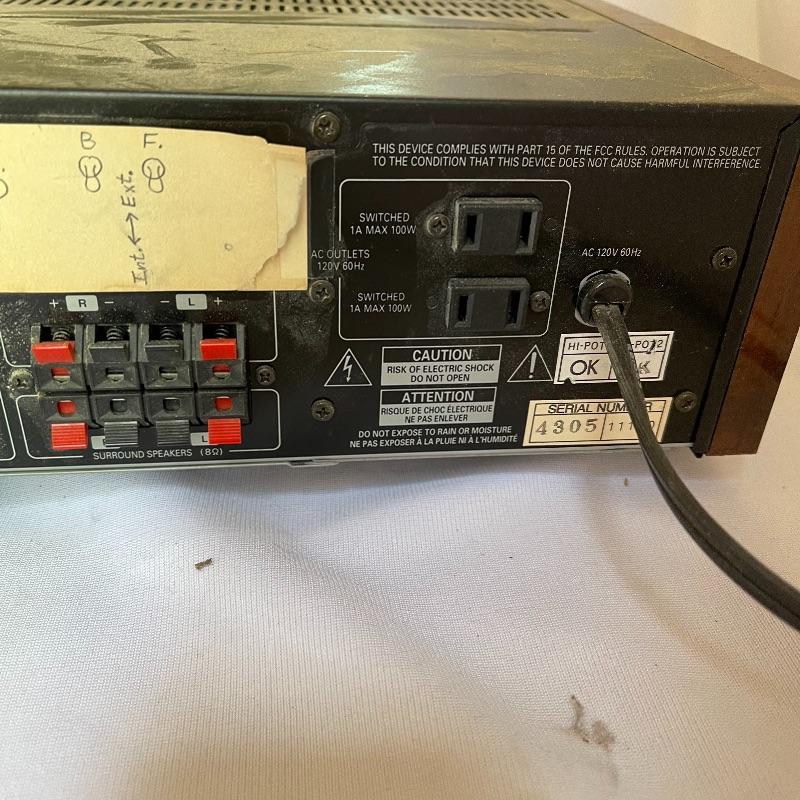 B F.
Int. ↔ Ext.
THIS DEVICE COMPLIES WITH PART 15 OF THE FCC RULES. OPERATION IS SUBJECT
TO THE CONDITION THAT THIS DEVICE DOES NOT CAUSE HARMFUL INTERFERENCE.
SWITCHED
1A MAX 100W
AC OUTLETS
120V 60Hz
SWITCHED
1A MAX 100W
AC 120V 60Hz
+ R − − L +
CAUTION
RISK OF ELECTRIC SHOCK
DO NOT OPEN
ATTENTION
RISQUE DE CHOC ÉLECTRIQUE
NE PAS ENLEVER
DO NOT EXPOSE TO RAIN OR MOISTURE
NE PAS EXPOSER À LA PLUIE NI À L'HUMIDITÉ
HI-POT
OK
SERIAL NUMBER
4305
L
SURROUND SPEAKERS (8Ω)